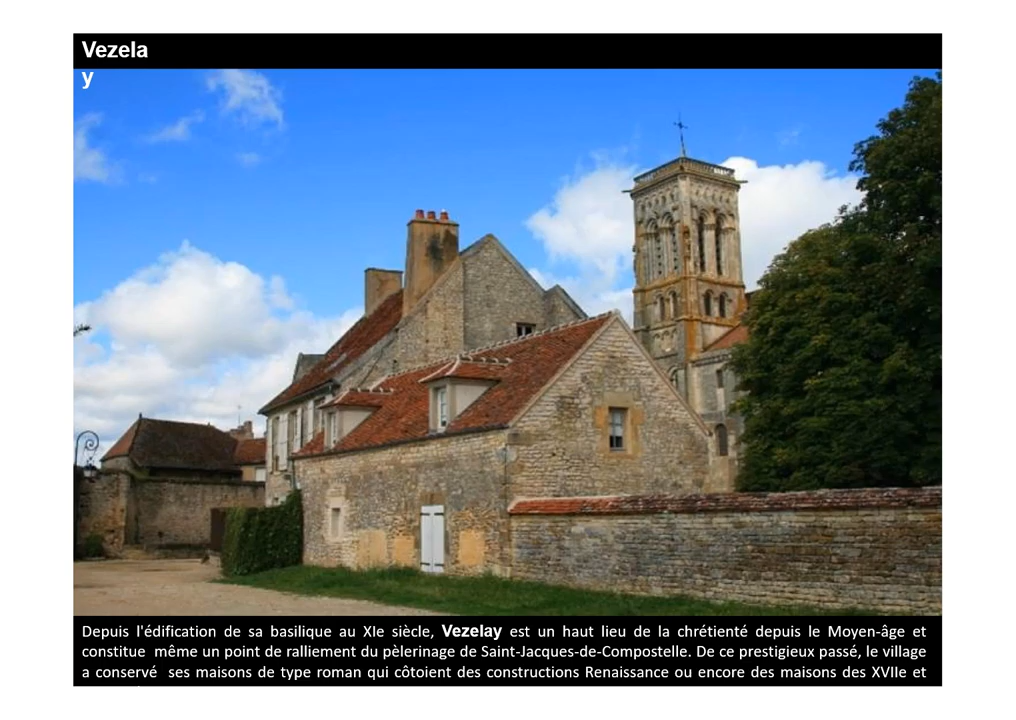 Vezela
y
Depuis l'édification de sa basilique au XIe siècle, Vezelay est un haut lieu de la chrétienté depuis le Moyen-âge et
constitue même un point de ralliement du pèlerinage de Saint-Jacques-de-Compostelle. De ce prestigieux passé, le village
a conservé ses maisons de type roman qui côtoient des constructions Renaissance ou encore des maisons des XVIIe et